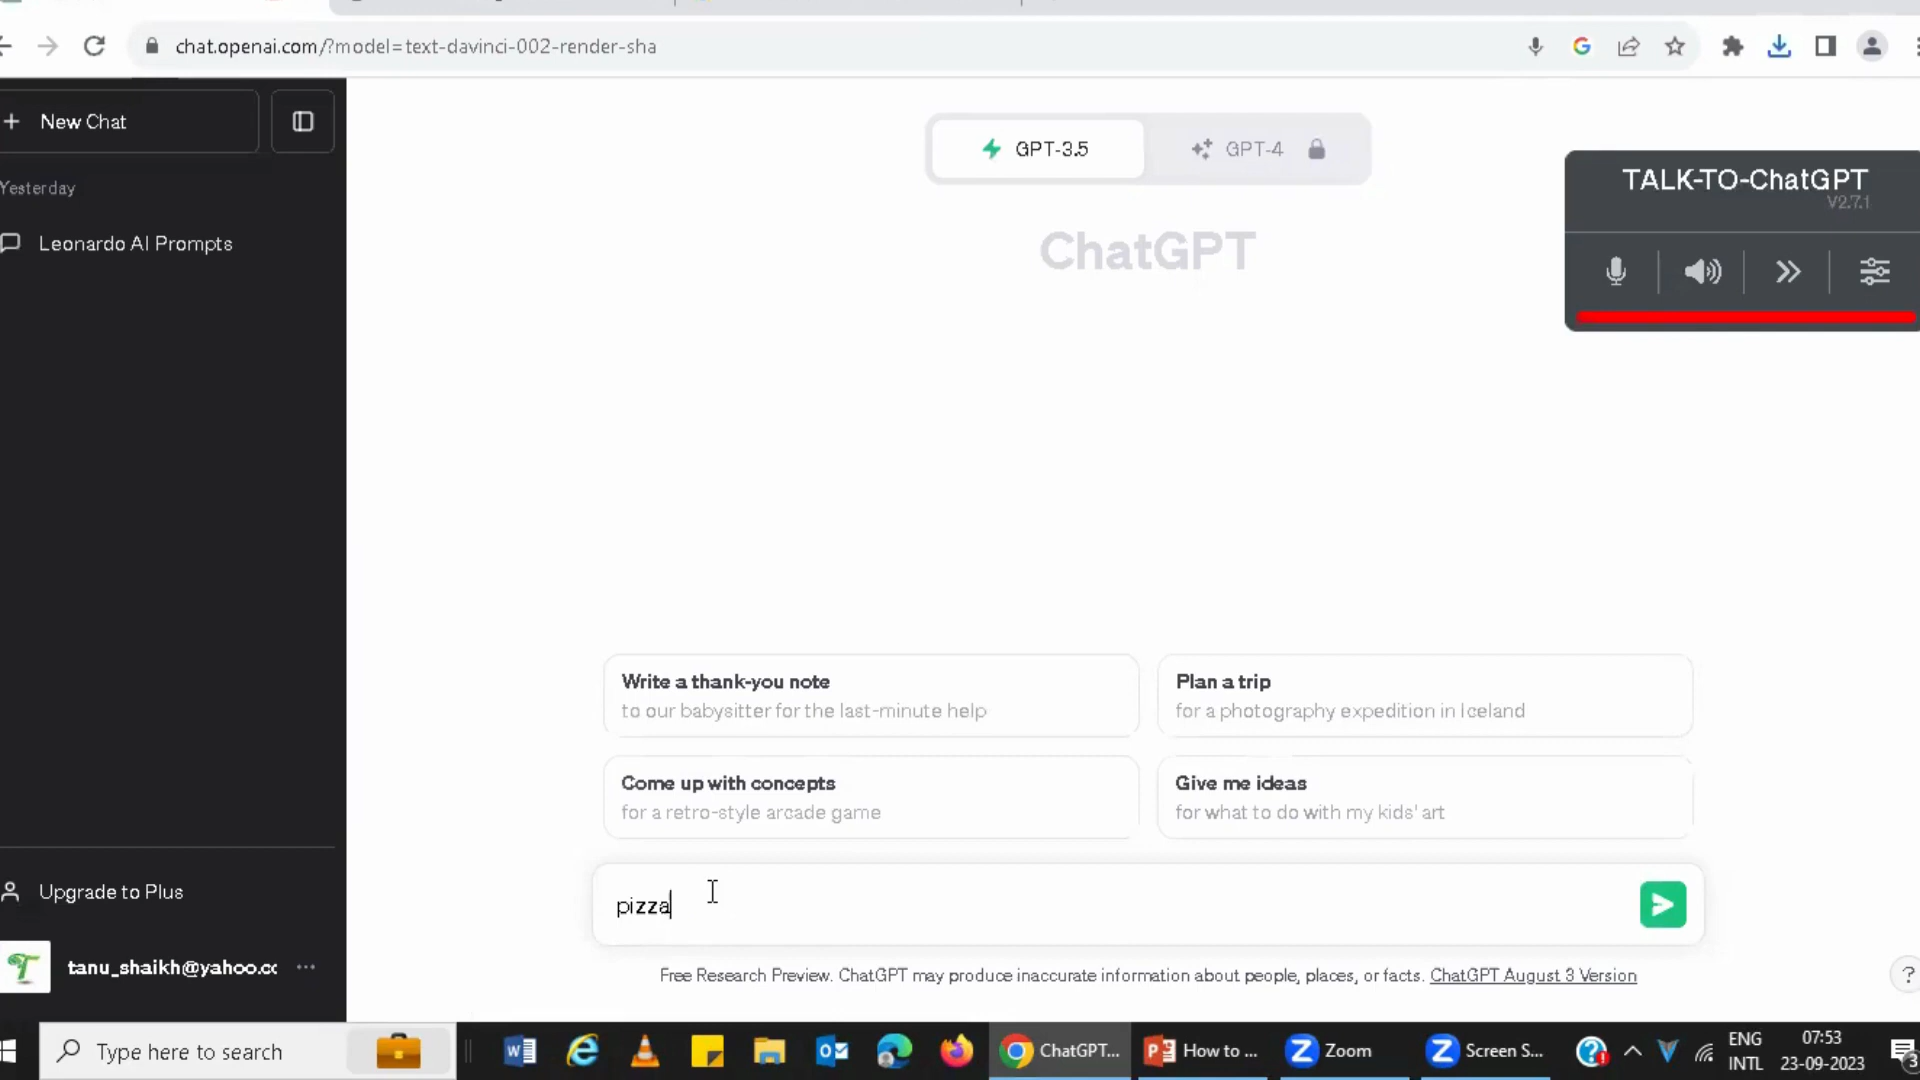 chat.openai.com/?model=text-davinci-002-render-sha
New Chat
Yesterday
Leonardo AI Prompts
GPT-3.5
GPT-4
ChatGPT
TALK-TO-ChatGPT
V2.7.1
Write a thank-you note
to our babysitter for the last-minute help
Plan a trip
for a photography expedition in Iceland
Come up with concepts
for a retro-style arcade game
Give me ideas
for what to do with my kids' art
pizza
Upgrade to Plus
tanu_shaikh@yahoo.cc
Free Research Preview. ChatGPT may produce inaccurate information about people, places, or facts. ChatGPT August 3 Version
?
Type here to search
ChatGPT...
How to ...
Zoom
Screen S...
ENG
INTL
07:53
23-09-2023
3